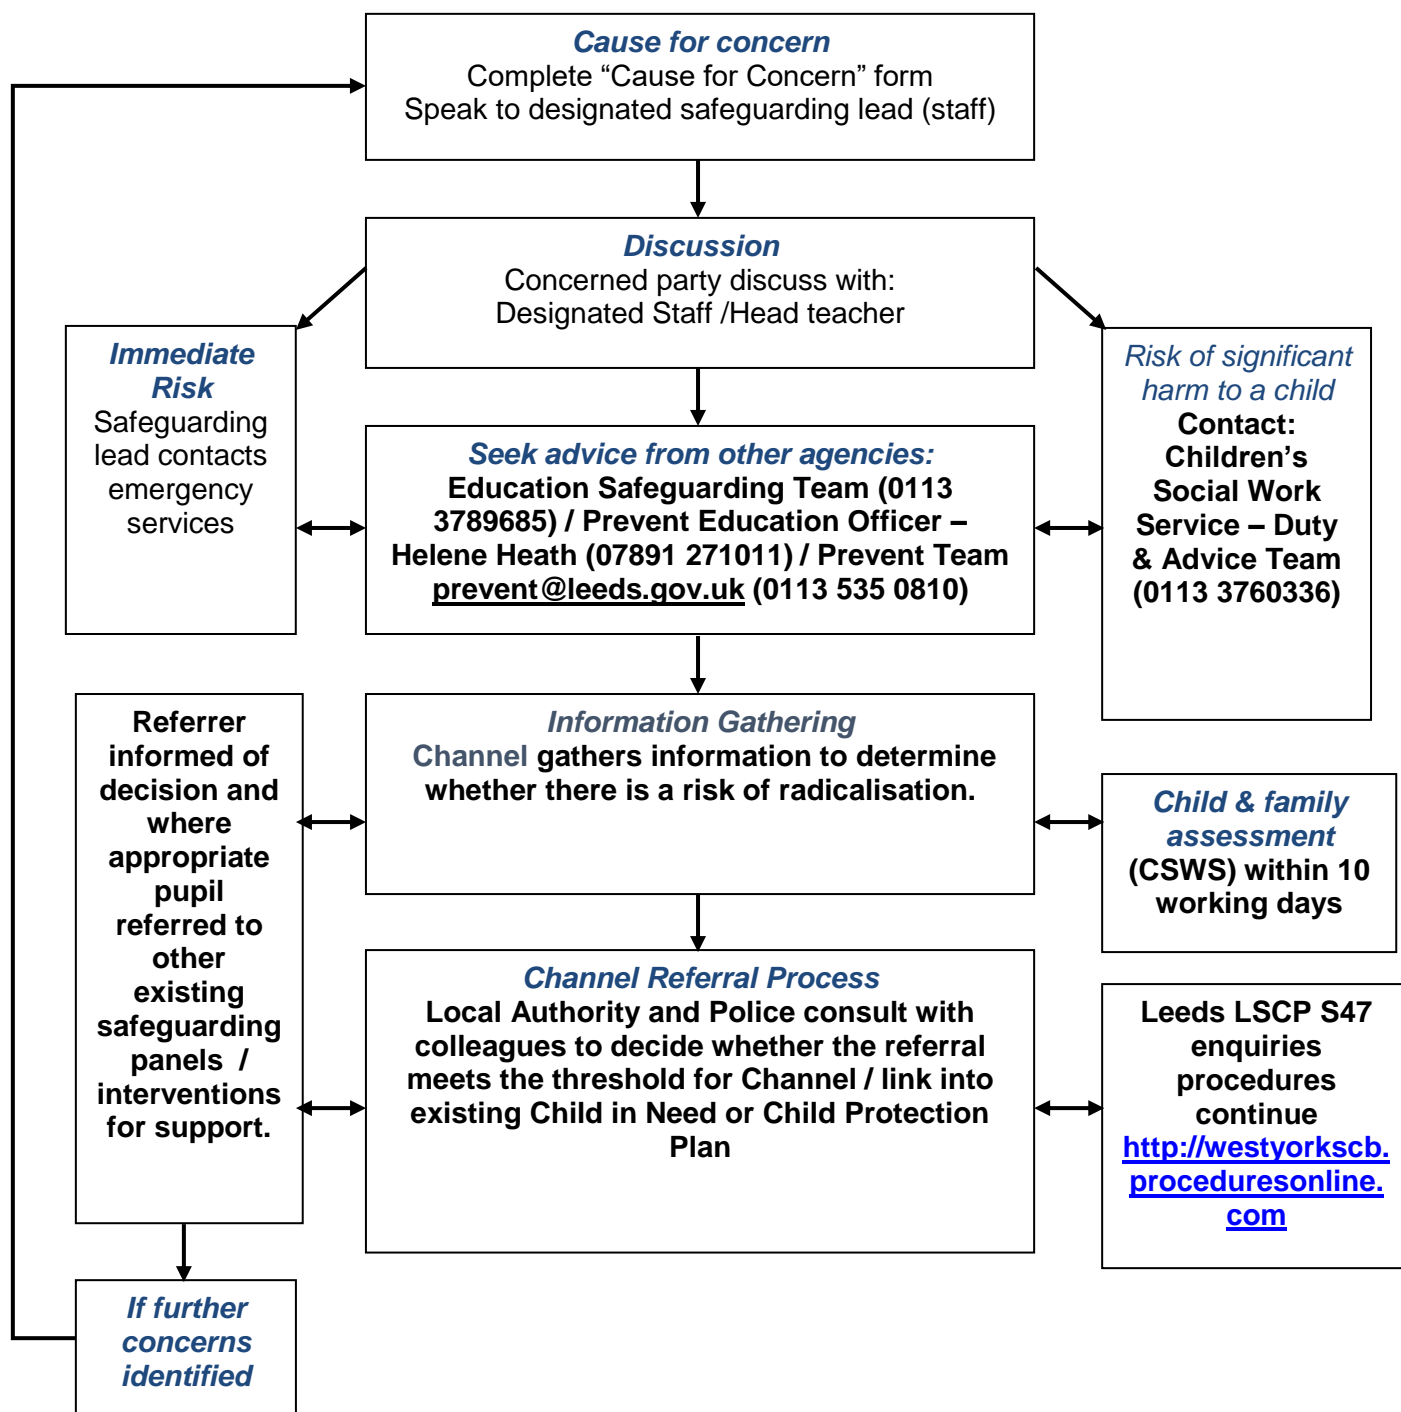 Cause for concern
Complete “Cause for Concern” form
Speak to designated safeguarding lead (staff)
Discussion
Concerned party discuss with:
Designated Staff /Head teacher
Immediate
Risk
Safeguarding
lead contacts
emergency
services
Seek advice from other agencies:
Education Safeguarding Team (0113
3789685) / Prevent Education Officer –
Helene Heath (07891 271011) / Prevent Team
prevent@leeds.gov.uk (0113 535 0810)
Risk of significant
harm to a child
Contact:
Children’s
Social Work
Service – Duty
& Advice Team
(0113 3760336)
Referrer
informed of
decision and
where
appropriate
pupil
referred to
other
existing
safeguarding
panels /
interventions
for support.
Information Gathering
Channel gathers information to determine
whether there is a risk of radicalisation.
Child & family
assessment
(CSWS) within 10
working days
Channel Referral Process
Local Authority and Police consult with
colleagues to decide whether the referral
meets the threshold for Channel / link into
existing Child in Need or Child Protection
Plan
Leeds LSCP S47
enquiries
procedures
continue
http://westyorkscb.
proceduresonline.
com
If further
concerns
identified